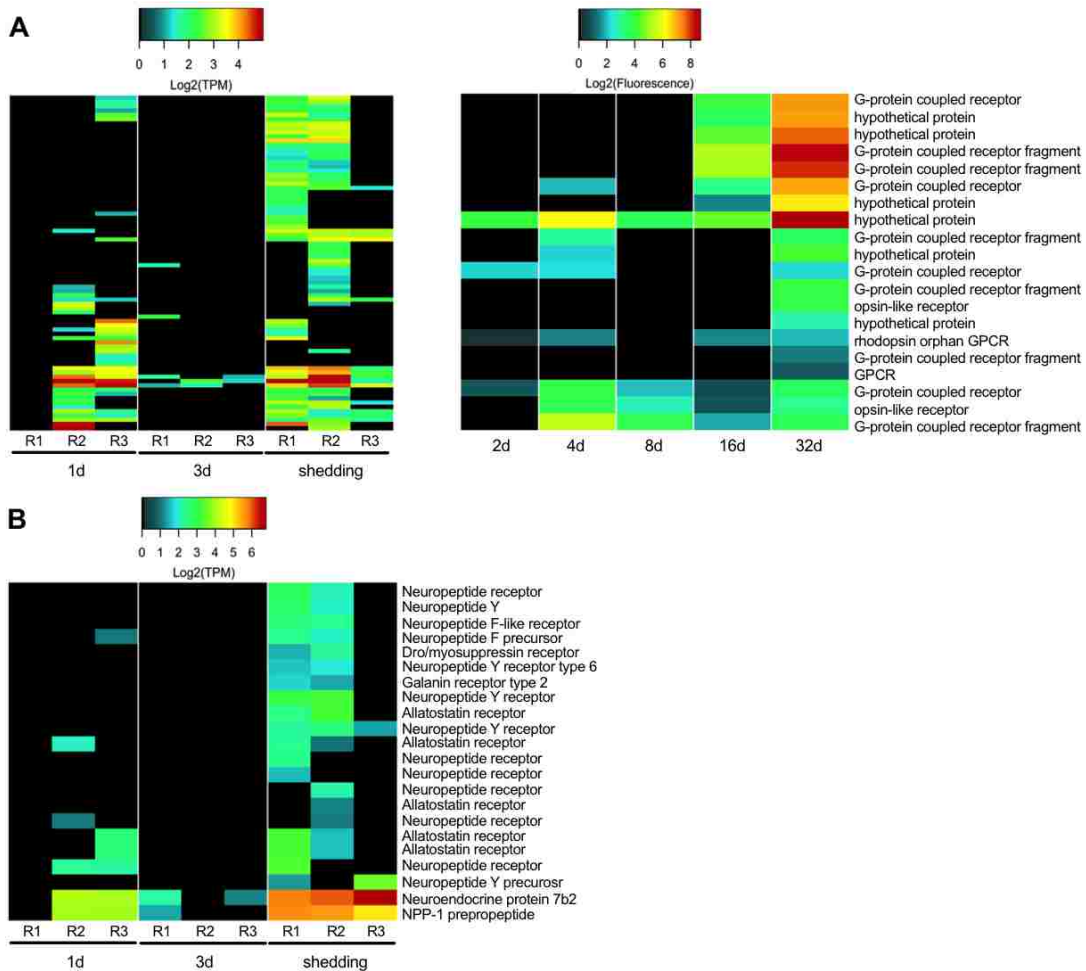 A
0 1 2 3 4
Log2(TPM)
R1 R2 R3 R1 R2 R3 R1 R2 R3
1d 3d shedding
0 2 4 6 8
Log2(Fluorescence)
G-protein coupled receptor
hypothetical protein
hypothetical protein
G-protein coupled receptor fragment
G-protein coupled receptor fragment
G-protein coupled receptor
hypothetical protein
hypothetical protein
G-protein coupled receptor fragment
hypothetical protein
G-protein coupled receptor
G-protein coupled receptor fragment
opsin-like receptor
hypothetical protein
rhodopsin orphan GPCR
G-protein coupled receptor fragment
GPCR
G-protein coupled receptor
opsin-like receptor
G-protein coupled receptor fragment
2d 4d 8d 16d 32d
B
0 1 2 3 4 5 6
Log2(TPM)
Neuropeptide receptor
Neuropeptide Y
Neuropeptide F-like receptor
Neuropeptide F precursor
Dro/myosuppressin receptor
Neuropeptide Y receptor type 6
Galanin receptor type 2
Neuropeptide Y receptor
Allatostatin receptor
Neuropeptide Y receptor
Allatostatin receptor
Neuropeptide receptor
Neuropeptide receptor
Neuropeptide receptor
Allatostatin receptor
Neuropeptide receptor
Allatostatin receptor
Allatostatin receptor
Neuropeptide receptor
Neuropeptide Y precurosr
Neuroendocrine protein 7b2
NPP-1 prepropeptide
R1 R2 R3 R1 R2 R3 R1 R2 R3
1d 3d shedding